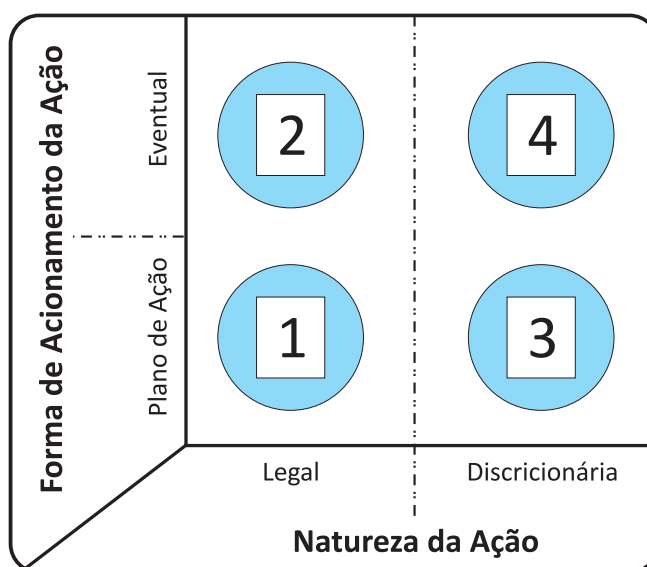 Forma de Acionamento da Ação
Eventual
2
4
Plano de Ação
1
3
Legal
Discricionária
Natureza da Ação